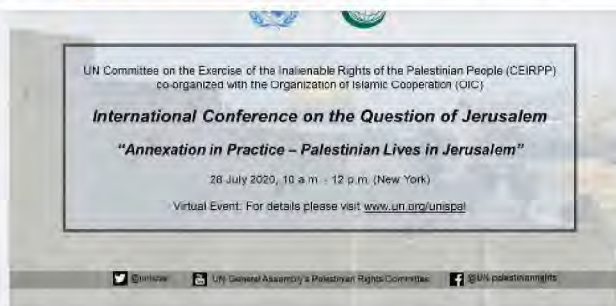 UN Committee on the Exercise of the Inalienable Rights of the Palestinian People (CEIRPP)
co-organized with the Organization of Islamic Cooperation (OIC)
International Conference on the Question of Jerusalem
"Annexation in Practice – Palestinian Lives in Jerusalem"
28 July 2020, 10 a.m. - 12 p.m. (New York)
Virtual Event: For details please visit www.un.org/unispal
@unispal UN General Assembly's Palestinian Rights Committee @UN.palestinianrights